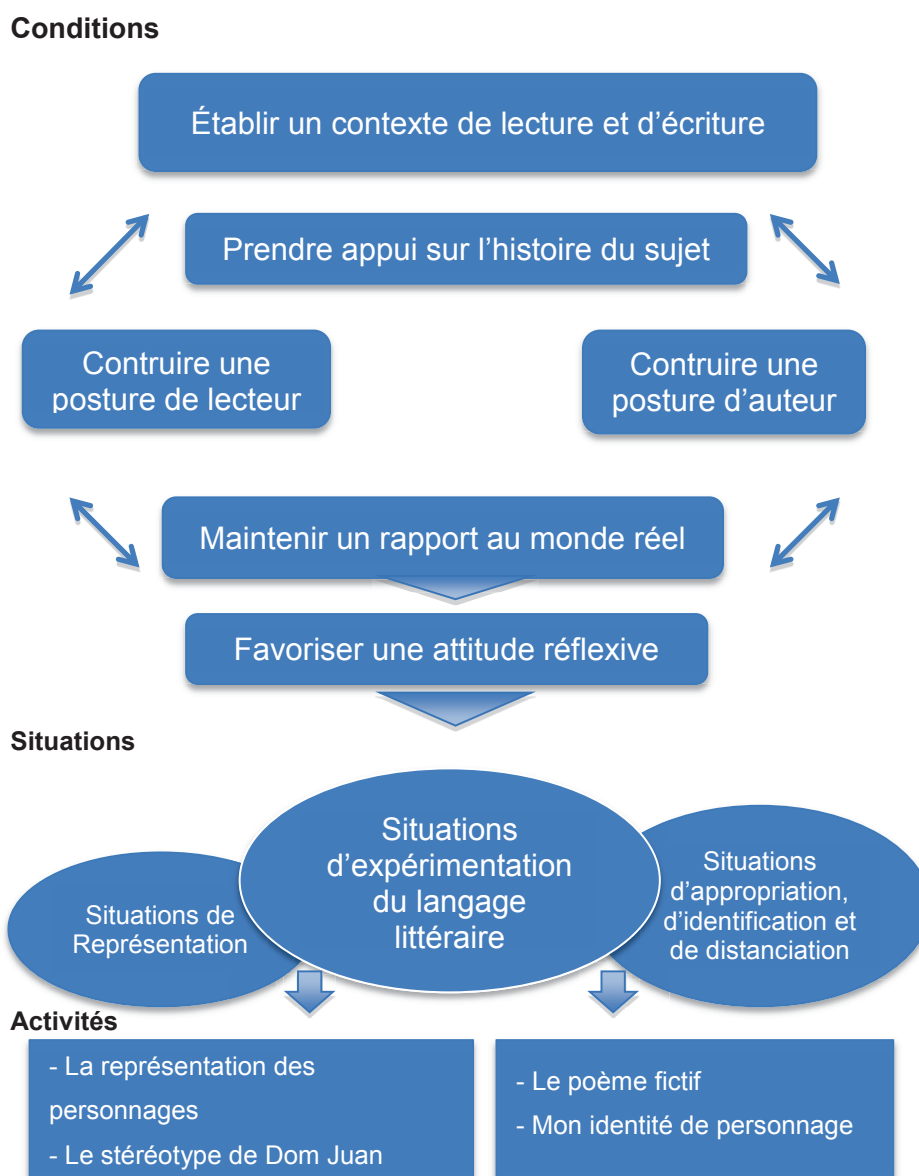 Conditions
Établir un contexte de lecture et d'écriture
Prendre appui sur l'histoire du sujet
Contruire une
posture de lecteur
Contruire une
posture d'auteur
Maintenir un rapport au monde réel
Favoriser une attitude réflexive
Situations
Situations de
Représentation
Situations
d'expérimentation
du langage
littéraire
Situations
d'appropriation,
d'identification et
de distanciation
Activités
- La représentation des
personnages
- Le stéréotype de Dom Juan
- Le poème fictif
- Mon identité de personnage